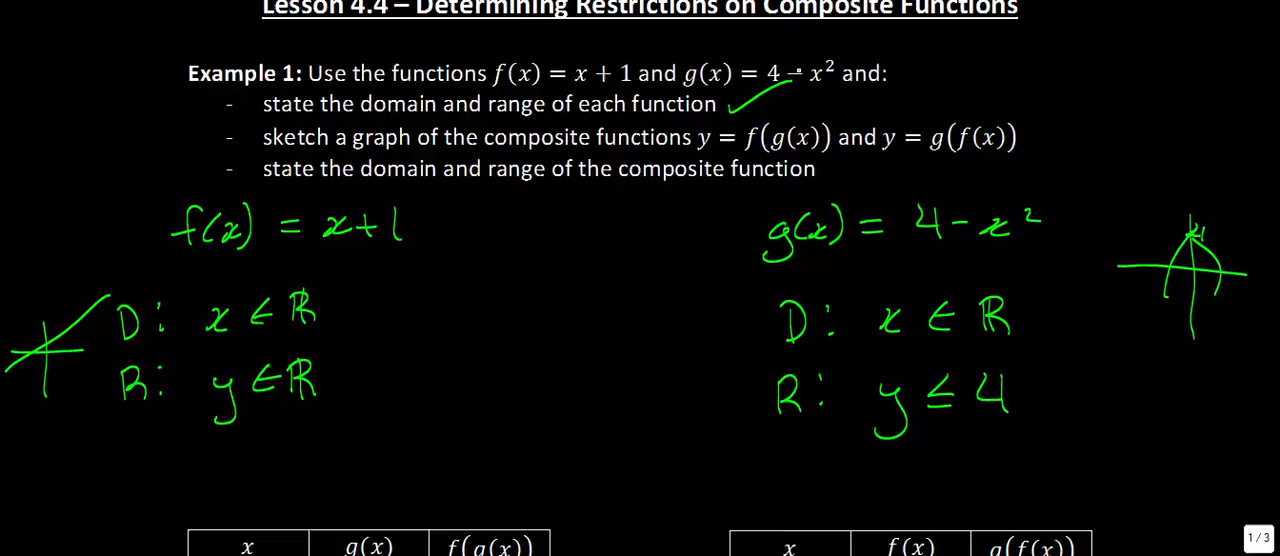 Lesson 4.4 – Determining Restrictions on Composite Functions
Example 1: Use the functions f(x) = x + 1 and g(x) = 4 − x² and:
- state the domain and range of each function ✓
- sketch a graph of the composite functions y = f(g(x)) and y = g(f(x))
- state the domain and range of the composite function
f(x) = x+1
D: x ∈ ℝ
R: y ∈ ℝ
g(x) = 4 − x²
4
D: x ∈ ℝ
R: y ≤ 4
x g(x) f(g(x))
x f(x) g(f(x))
1 / 3